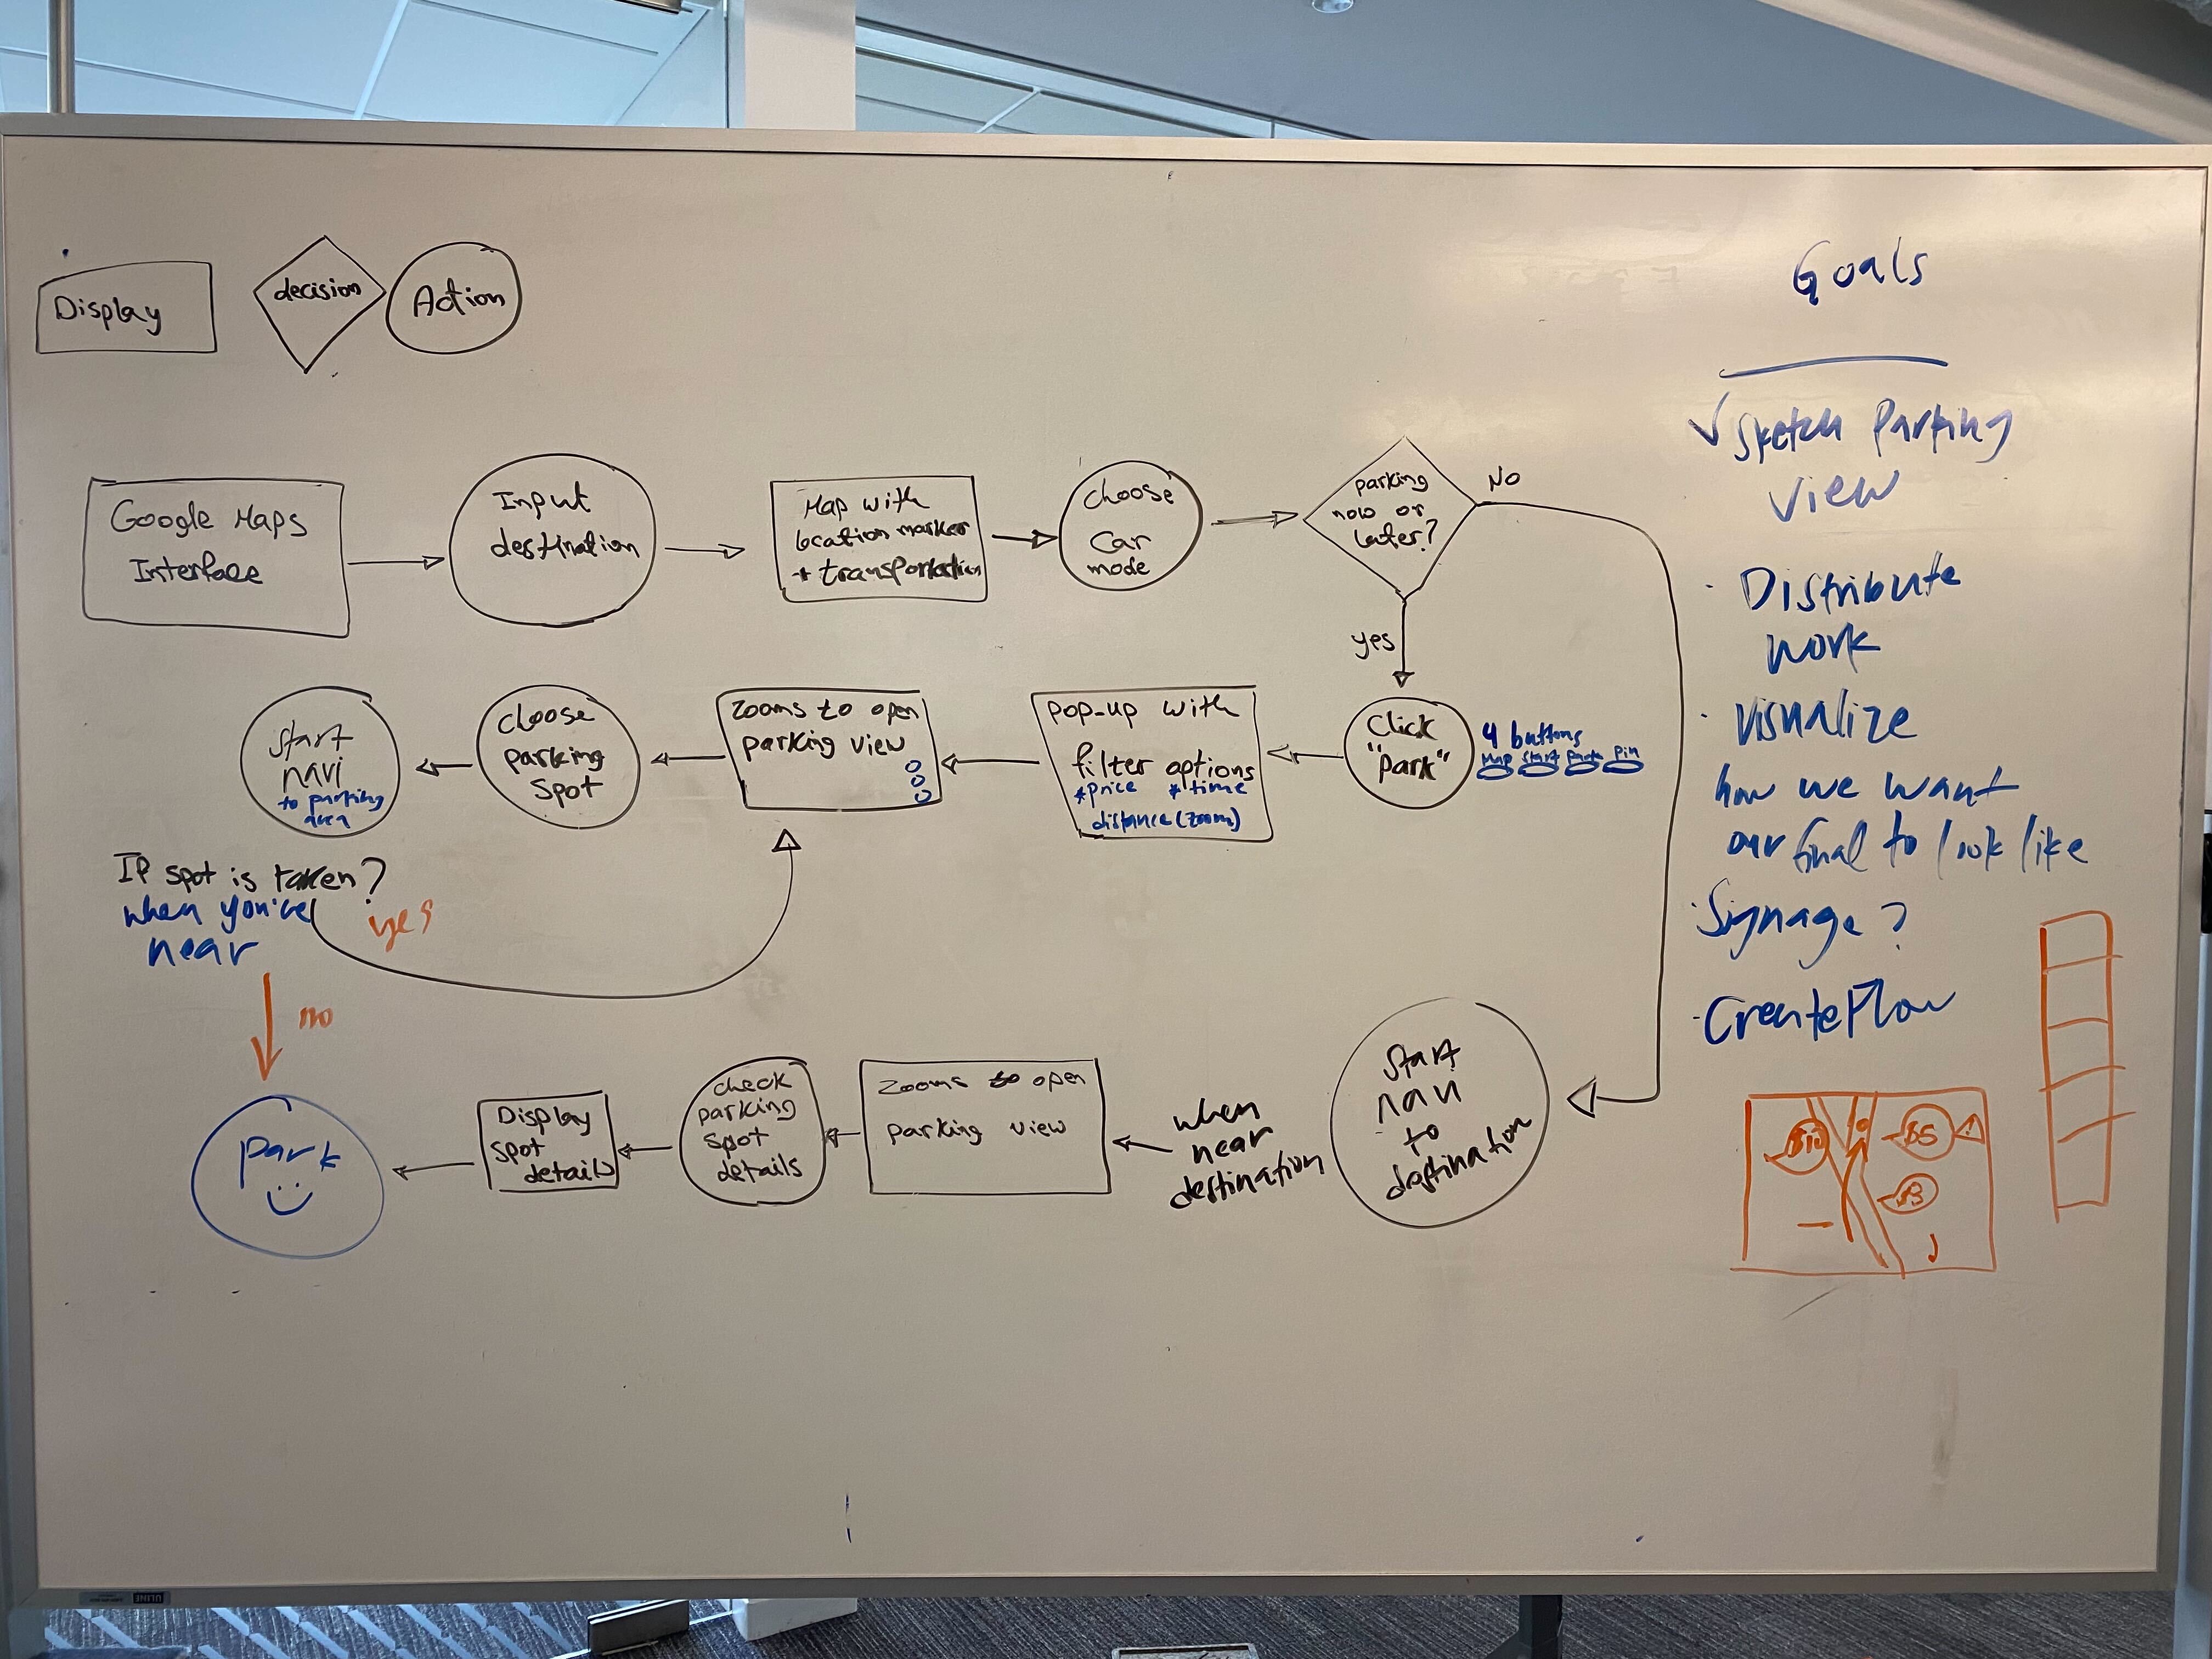 Display
decision
Action
Google Maps
Interface
Input
destination
Map with
location marker
+ transportation
choose
car
mode
parking
now or
later?
No
yes
Click
"park"
4 buttons
Map Start Park Pin
pop-up with
filter options
*price *time
distance (zoom)
zooms to open
parking view
choose
parking
spot
start
navi
to parking
area
If spot is taken?
when you're
near
yes
no
start
navi
to
destination
when
near
destination
zooms to open
parking view
check
parking
spot
details
Display
spot
details
park
Goals
✓ Sketch Parking
View
· Distribute
work
· Visualize
how we want
our final to look like
· Signage?
· Create Flow
$10
$5
$3
ULINE